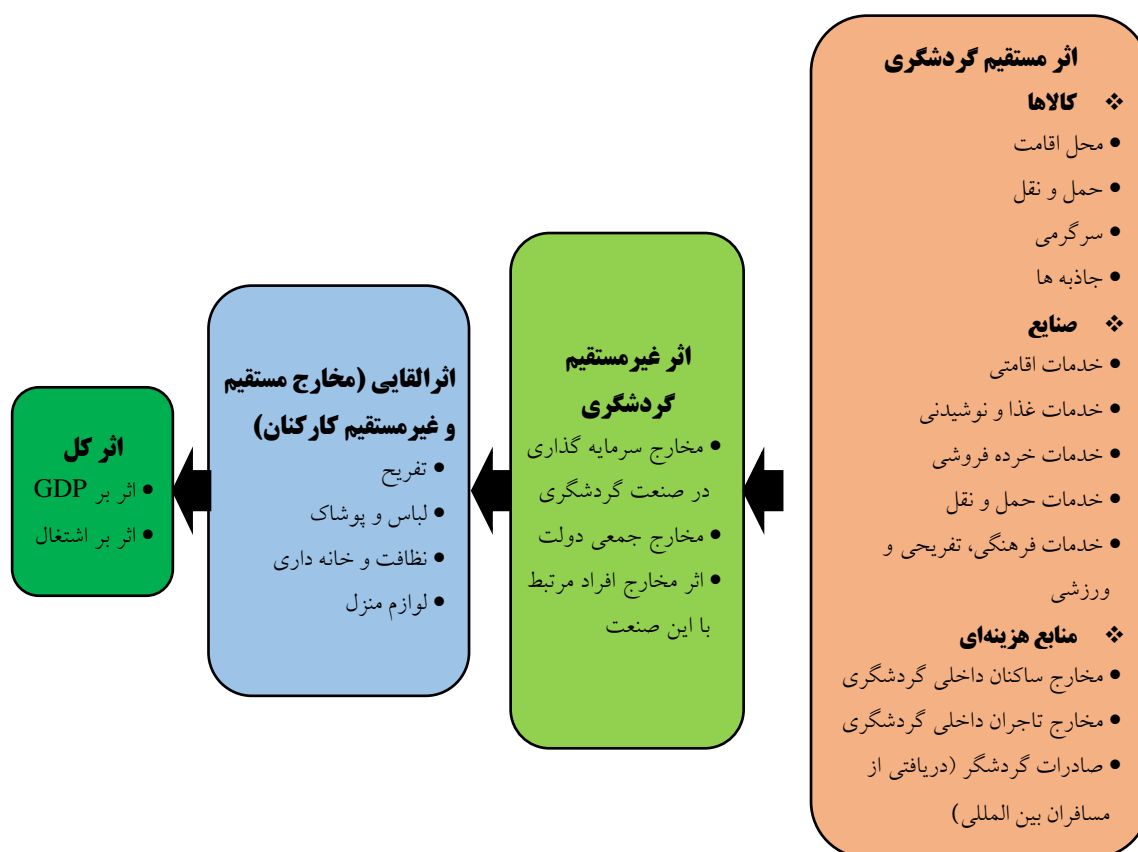 اثر مستقیم گردشگری
❖ کالاها
• محل اقامت
• حمل و نقل
• سرگرمی
• جاذبه ها
❖ صنایع
• خدمات اقامتی
• خدمات غذا و نوشیدنی
• خدمات خرده فروشی
• خدمات حمل و نقل
• خدمات فرهنگی، تفریحی و
ورزشی
❖ منابع هزینه‌ای
• مخارج ساکنان داخلی گردشگری
• مخارج تاجران داخلی گردشگری
• صادرات گردشگر (دریافتی از
مسافران بین المللی)
اثر غیرمستقیم
گردشگری
• مخارج سرمایه گذاری
در صنعت گردشگری
• مخارج جمعی دولت
• اثر مخارج افراد مرتبط
با این صنعت
اثرالقایی (مخارج مستقیم
و غیرمستقیم کارکنان)
• تفریح
• لباس و پوشاک
• نظافت و خانه داری
• لوازم منزل
اثر کل
• اثر بر GDP
• اثر بر اشتغال